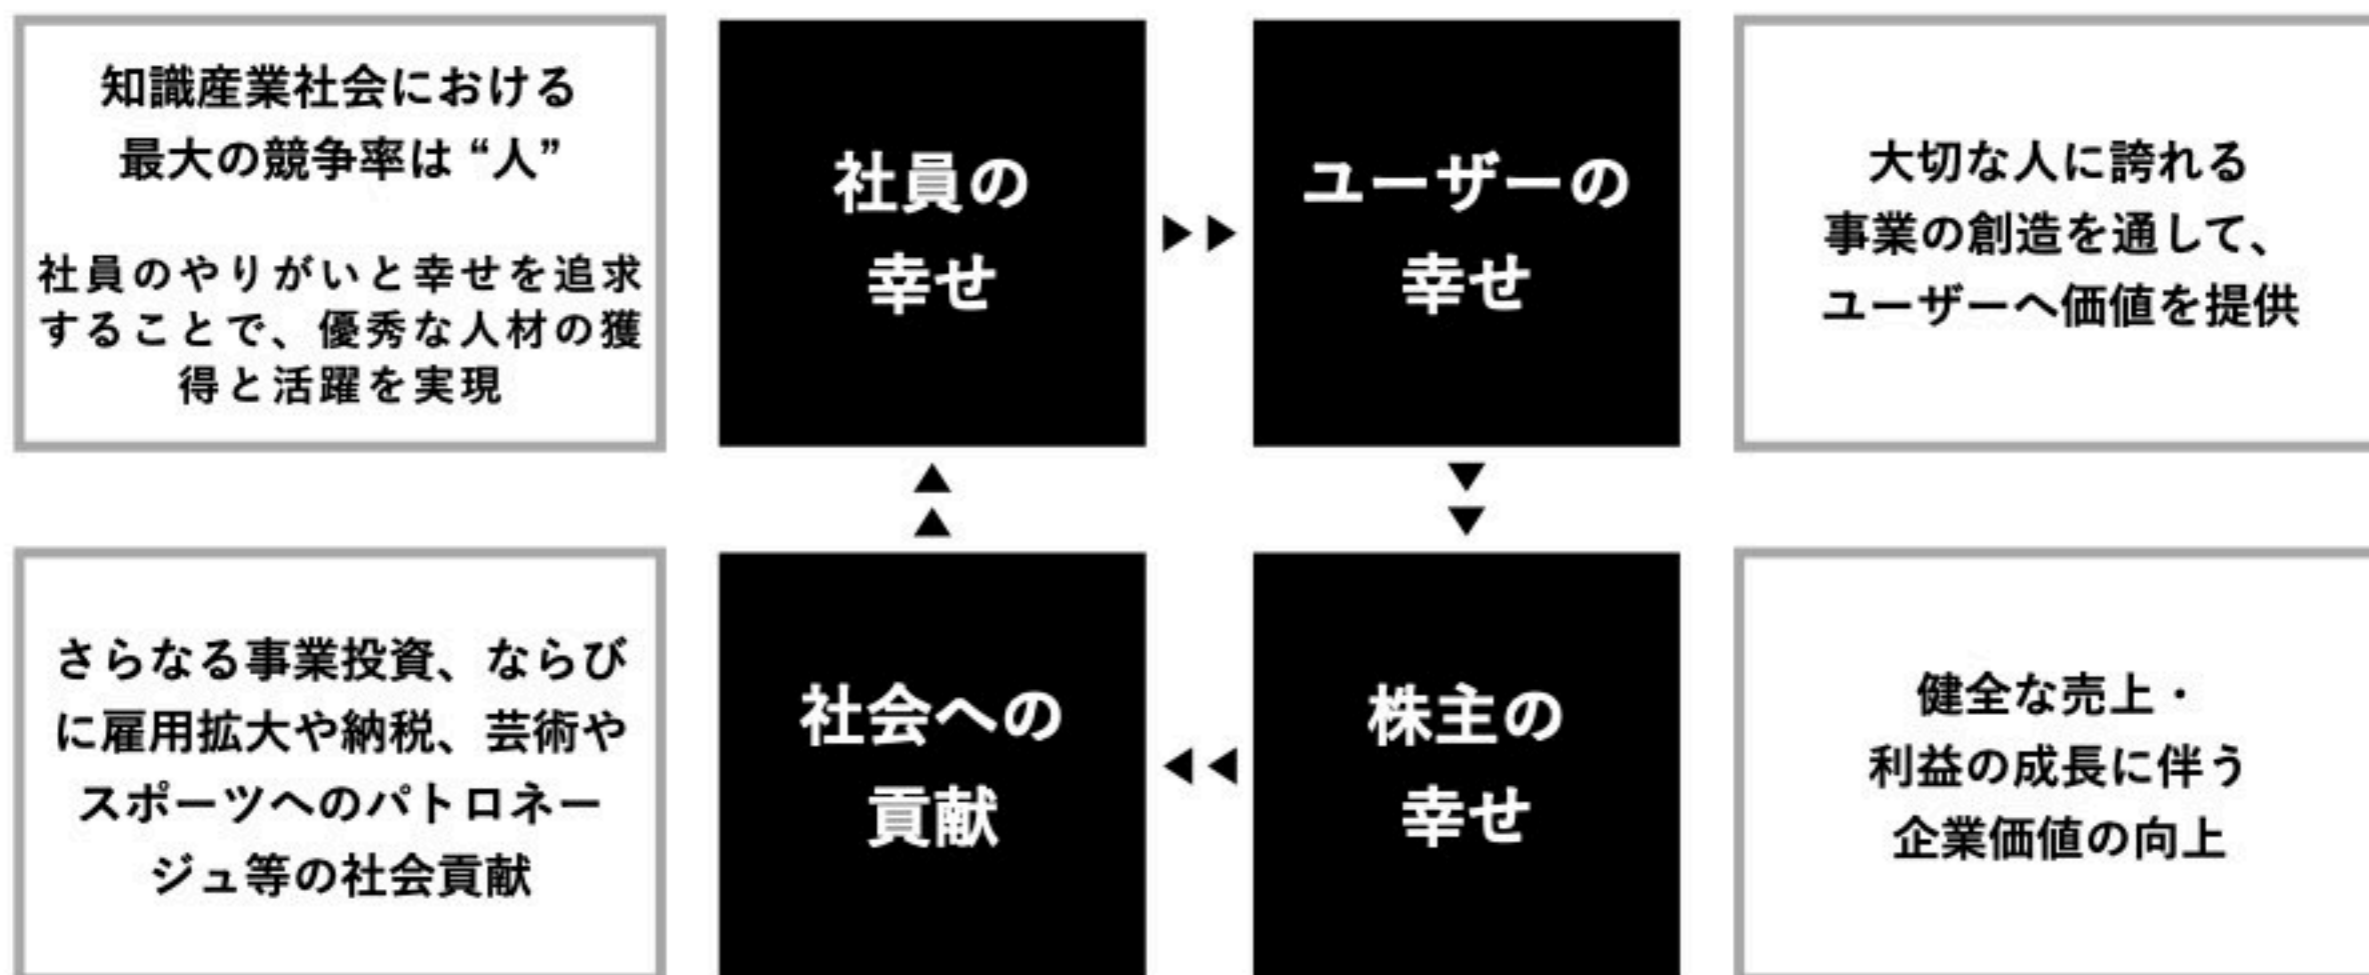 知識産業社会における
最大の競争率は “人”
社員のやりがいと幸せを追求
することで、優秀な人材の獲
得と活躍を実現
社員の
幸せ
ユーザーの
幸せ
大切な人に誇れる
事業の創造を通して、
ユーザーへ価値を提供
さらなる事業投資、ならび
に雇用拡大や納税、芸術や
スポーツへのパトロネー
ジュ等の社会貢献
社会への
貢献
株主の
幸せ
健全な売上・
利益の成長に伴う
企業価値の向上